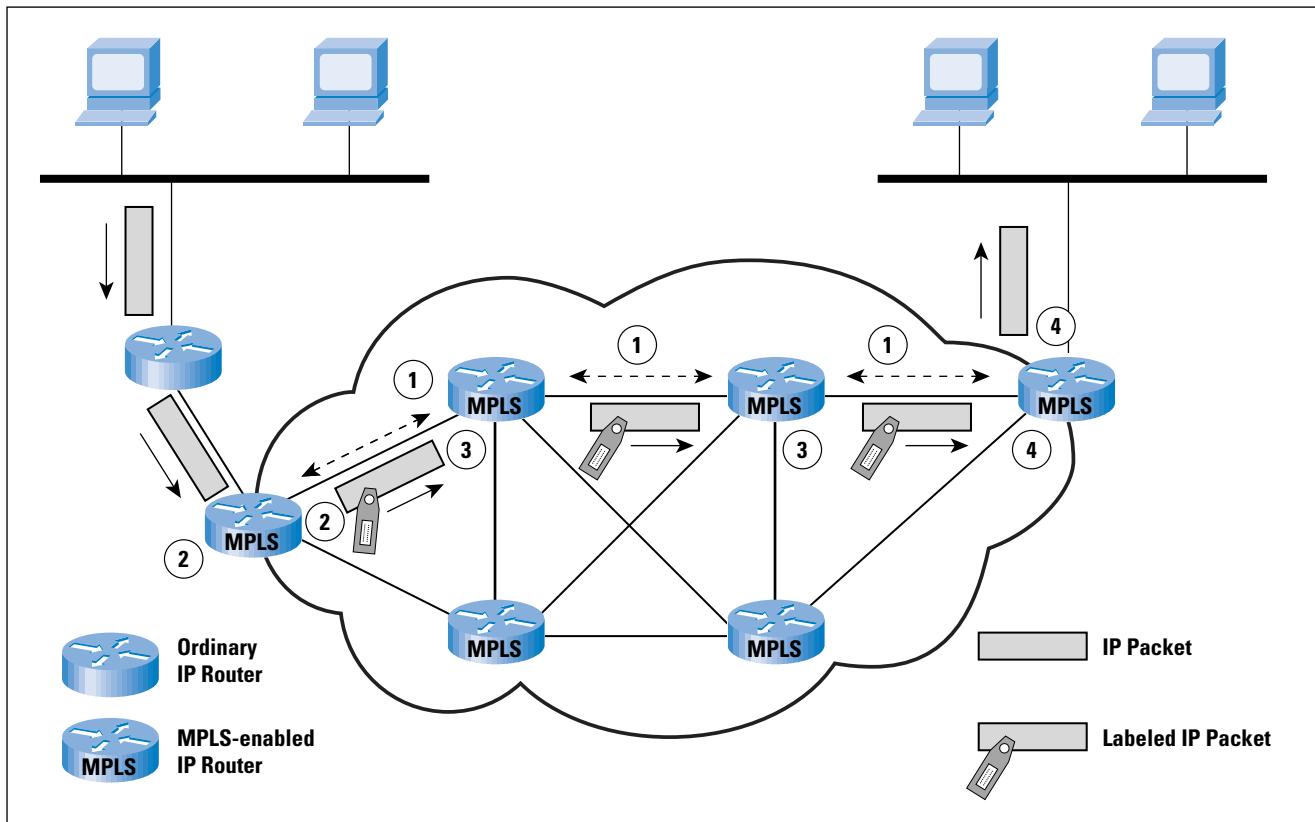 4
1
1
1
MPLS
MPLS
MPLS
3
3
4
2
MPLS
2
MPLS
MPLS
Ordinary
IP Router
IP Packet
MPLS-enabled
IP Router
MPLS
Labeled IP Packet